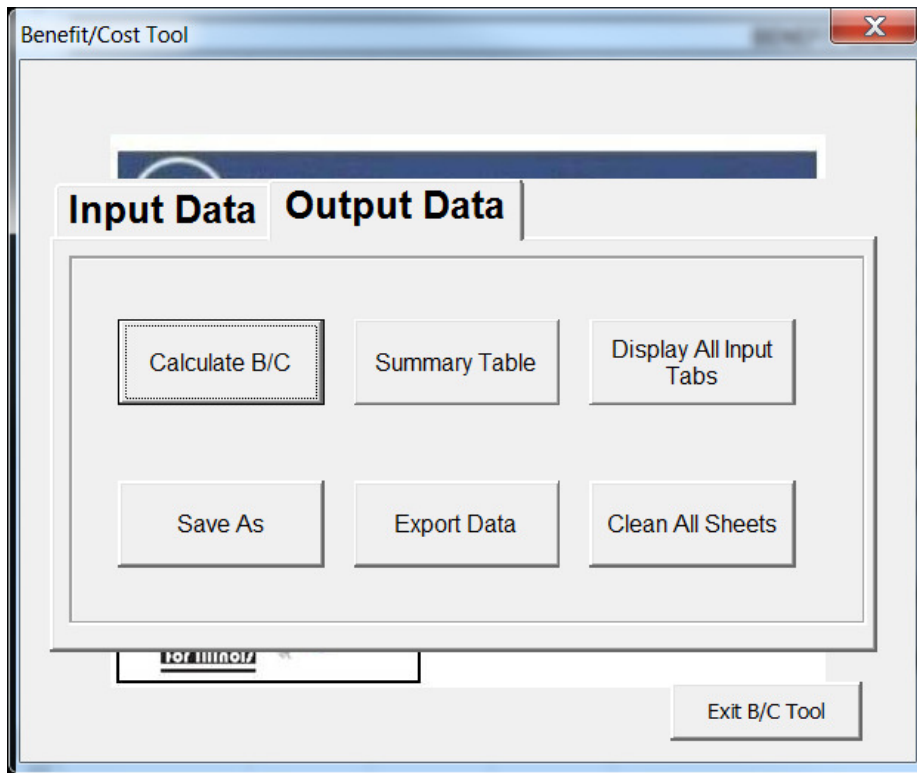 Benefit/Cost Tool
Input Data
Output Data
Calculate B/C
Summary Table
Display All Input
Tabs
Save As
Export Data
Clean All Sheets
for Illinois
Exit B/C Tool